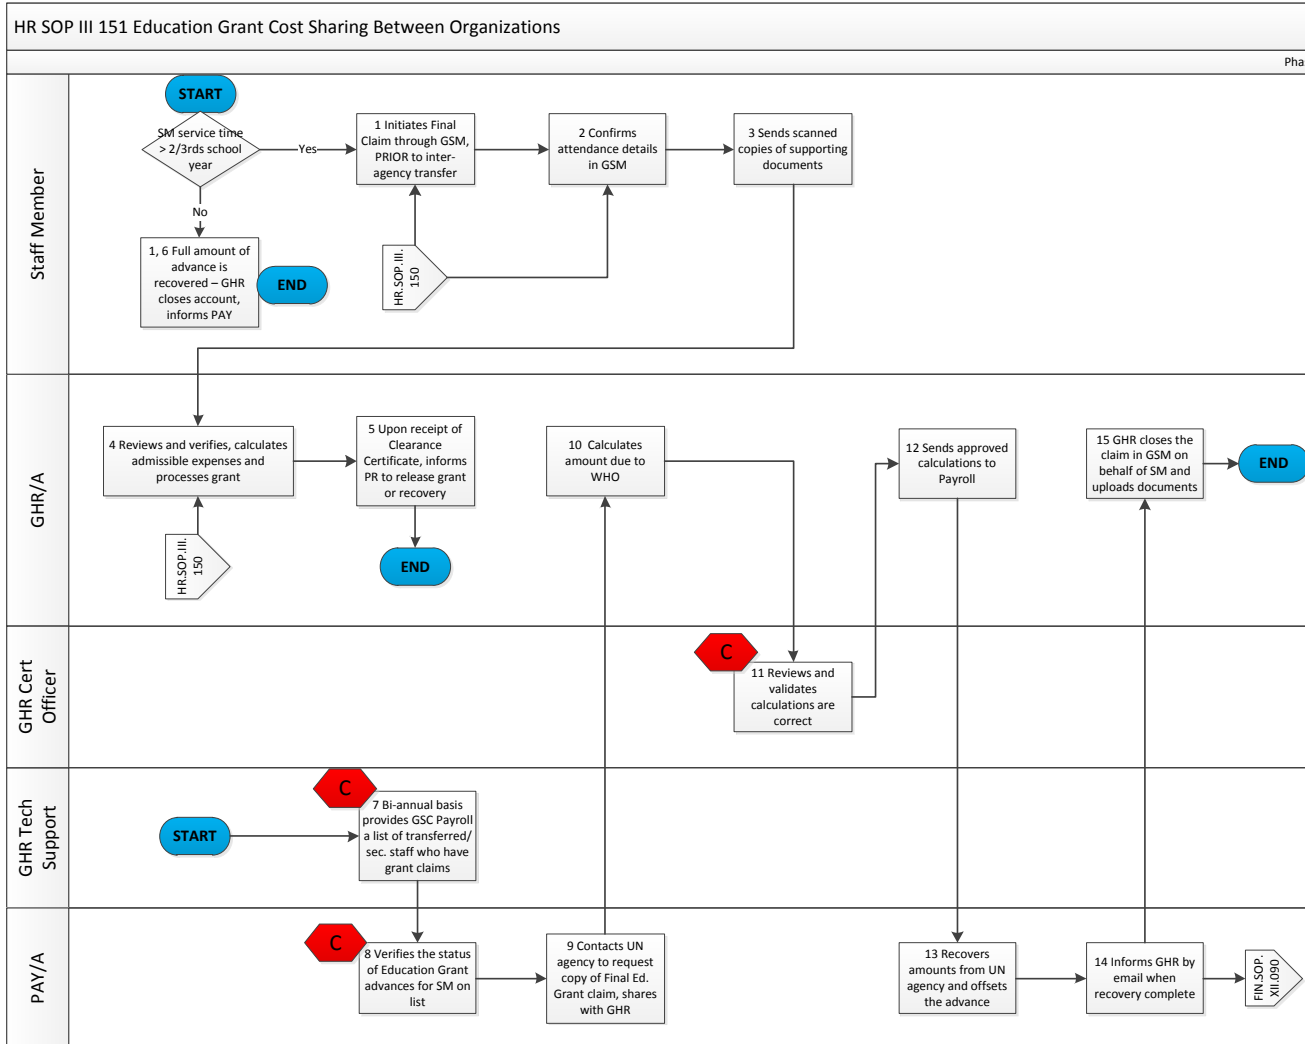 HR SOP III 151 Education Grant Cost Sharing Between Organizations
Pha
Staff Member
START
SM service time
> 2/3rds school
year
Yes
No
1 Initiates Final
Claim through GSM,
PRIOR to inter-
agency transfer
2 Confirms
attendance details
in GSM
3 Sends scanned
copies of supporting
documents
1, 6 Full amount of
advance is
recovered – GHR
closes account,
informs PAY
END
HR.SOP.III.
150
GHR/A
4 Reviews and verifies, calculates
admissible expenses and
processes grant
5 Upon receipt of
Clearance
Certificate, informs
PR to release grant
or recovery
10 Calculates
amount due to
WHO
12 Sends approved
calculations to
Payroll
15 GHR closes the
claim in GSM on
behalf of SM and
uploads documents
END
HR.SOP.III.
150
END
GHR Cert
Officer
C
11 Reviews and
validates
calculations are
correct
GHR Tech
Support
START
C
7 Bi-annual basis
provides GSC Payroll
a list of transferred/
sec. staff who have
grant claims
PAY/A
C
8 Verifies the status
of Education Grant
advances for SM on
list
9 Contacts UN
agency to request
copy of Final Ed.
Grant claim, shares
with GHR
13 Recovers
amounts from UN
agency and offsets
the advance
14 Informs GHR by
email when
recovery complete
FIN.SOP.
XII.090